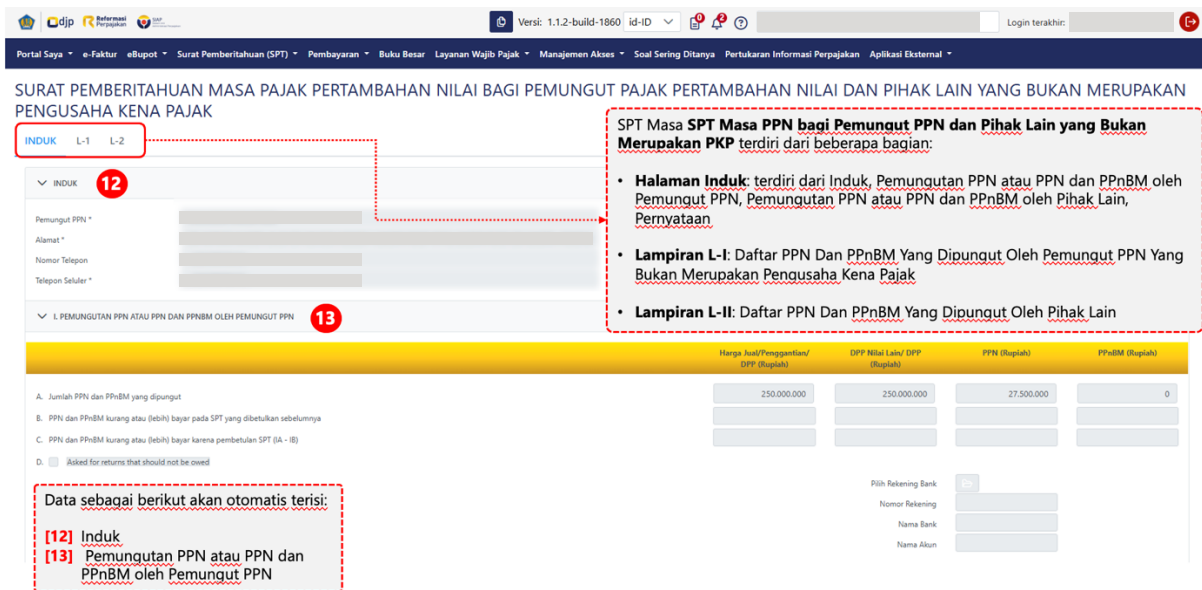 djp Reformasi Perpajakan
Versi: 1.1.2-build-1860 id-ID 0 2 Login terakhir:
Portal Saya e-Faktur eBupot Surat Pemberitahuan (SPT) Pembayaran Buku Besar Layanan Wajib Pajak Manajemen Akses Soal Sering Ditanya Pertukaran Informasi Perpajakan Aplikasi Eksternal
SURAT PEMBERITAHUAN MASA PAJAK PERTAMBAHAN NILAI BAGI PEMUNGUT PAJAK PERTAMBAHAN NILAI DAN PIHAK LAIN YANG BUKAN MERUPAKAN
PENGUSAHA KENA PAJAK
INDUK L-1 L-2
INDUK 12
Pemungut PPN *
Alamat *
Nomor Telepon
Telepon Seluler *
SPT Masa SPT Masa PPN bagi Pemungut PPN dan Pihak Lain yang Bukan
Merupakan PKP terdiri dari beberapa bagian:
• Halaman Induk: terdiri dari Induk, Pemungutan PPN atau PPN dan PPnBM oleh
Pemungut PPN, Pemungutan PPN atau PPN dan PPnBM oleh Pihak Lain,
Pernyataan
• Lampiran L-I: Daftar PPN Dan PPnBM Yang Dipungut Oleh Pemungut PPN Yang
Bukan Merupakan Pengusaha Kena Pajak
• Lampiran L-II: Daftar PPN Dan PPnBM Yang Dipungut Oleh Pihak Lain
I. PEMUNGUTAN PPN ATAU PPN DAN PPNBM OLEH PEMUNGUT PPN 13
Harga Jual/Penggantian/ DPP (Rupiah) DPP Nilai Lain/ DPP (Rupiah) PPN (Rupiah) PPnBM (Rupiah)
A. Jumlah PPN dan PPnBM yang dipungut 250.000.000 250.000.000 27.500.000 0
B. PPN dan PPnBM kurang atau (lebih) bayar pada SPT yang dibetulkan sebelumnya
C. PPN dan PPnBM kurang atau (lebih) bayar karena pembetulan SPT (IA - IB)
D. Asked for returns that should not be owed
Pilih Rekening Bank
Nomor Rekening
Nama Bank
Nama Akun
Data sebagai berikut akan otomatis terisi:
[12] Induk
[13] Pemungutan PPN atau PPN dan
PPnBM oleh Pemungut PPN